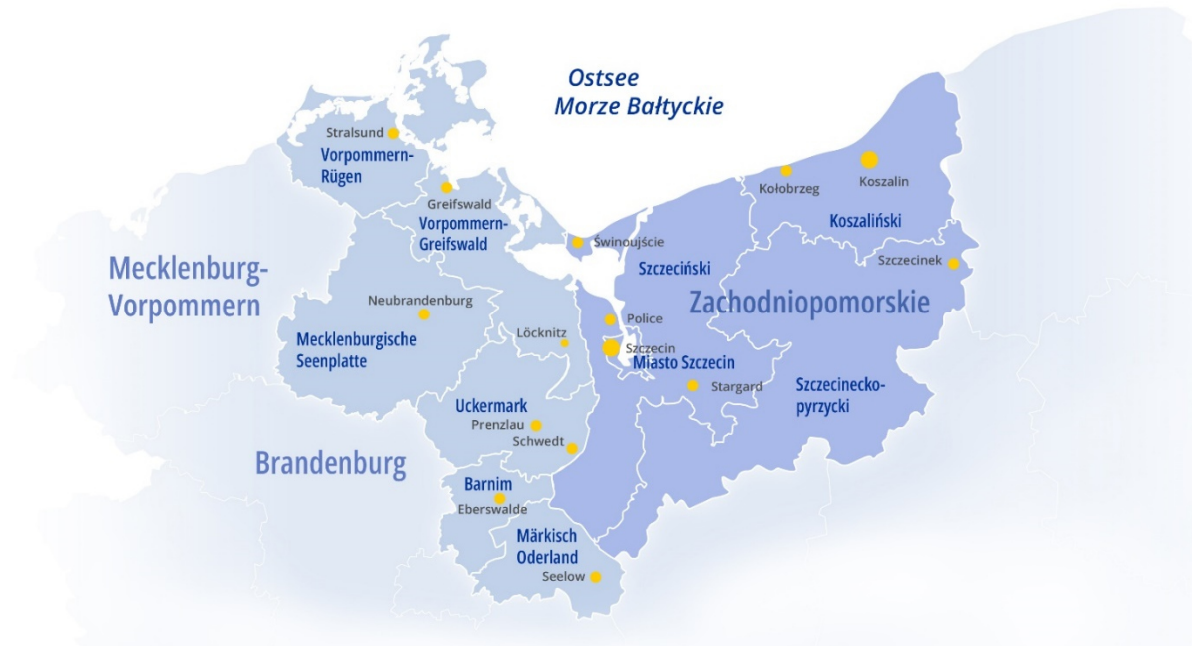 Ostsee
Morze Bałtyckie
Stralsund
Vorpommern-
Rügen
Greifswald
Vorpommern-
Greifswald
Kołobrzeg
Koszalin
Koszaliński
Świnoujście
Szczeciński
Szczecinek
Mecklenburg-
Vorpommern
Zachodniopomorskie
Neubrandenburg
Mecklenburgische
Seenplatte
Löcknitz
Police
Szczecin
Miasto Szczecin
Stargard
Szczecinecko-
pyrzycki
Uckermark
Prenzlau
Schwedt
Brandenburg
Barnim
Eberswalde
Märkisch
Oderland
Seelow